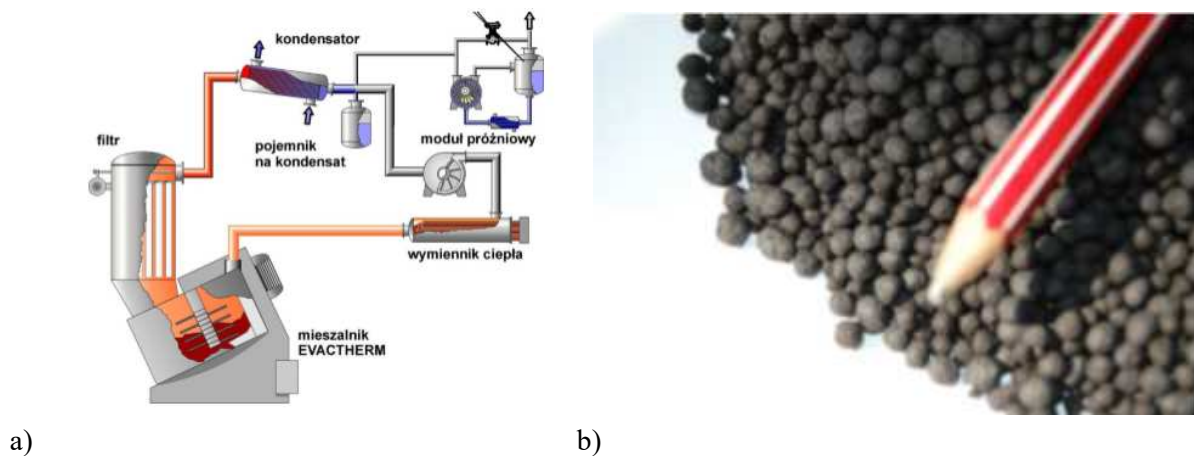 kondensator
filtr
pojemnik
na kondensat
moduł próżniowy
wymiennik ciepła
mieszalnik
EVACTHERM
a)
b)